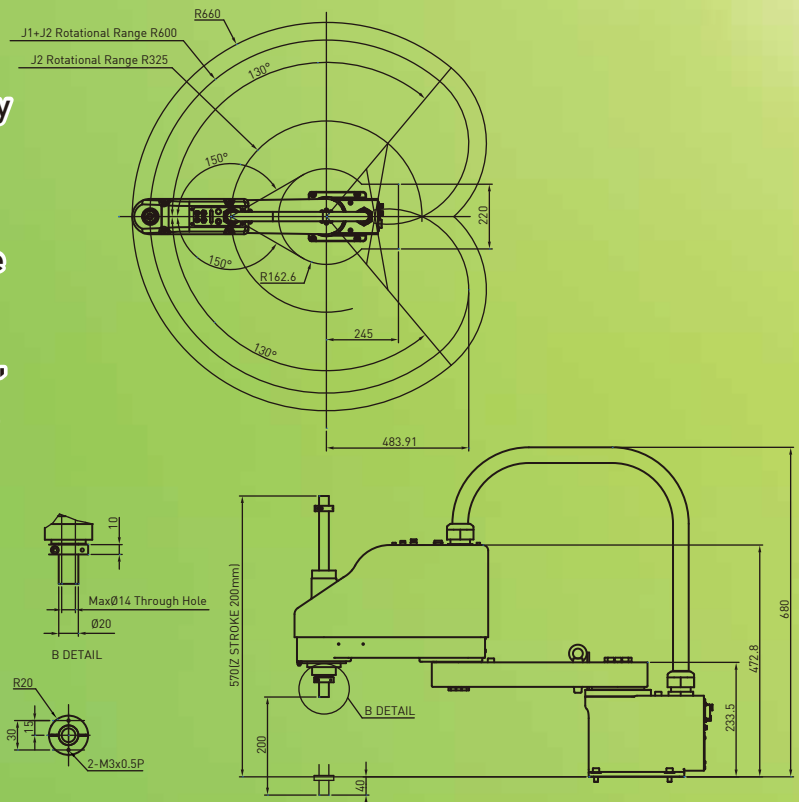 R660
J1+J2 Rotational Range R600
J2 Rotational Range R325
130°
y
150°
220
e
150°
R162.6
245
130°
,
483.91
10
MaxØ14 Through Hole
Ø20
B DETAIL
570(Z STROKE 200mm)
680
472.8
233.5
R20
B DETAIL
30
15
200
2-M3x0.5P
40